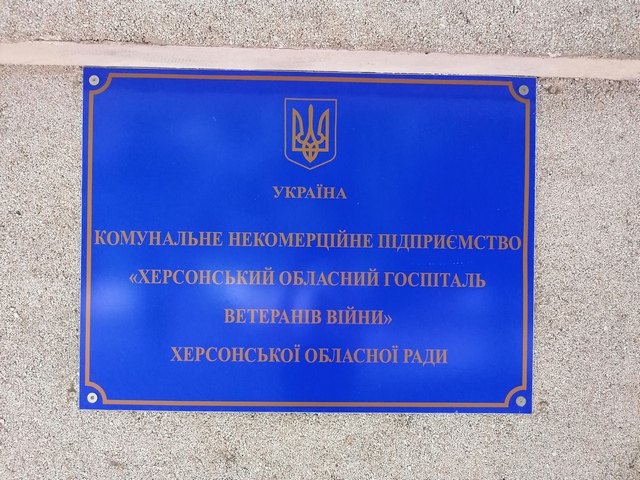 УКРАЇНА
КОМУНАЛЬНЕ НЕКОМЕРЦІЙНЕ ПІДПРИЄМСТВО
«ХЕРСОНСЬКИЙ ОБЛАСНИЙ ГОСПІТАЛЬ
ВЕТЕРАНІВ ВІЙНИ»
ХЕРСОНСЬКОЇ ОБЛАСНОЇ РАДИ